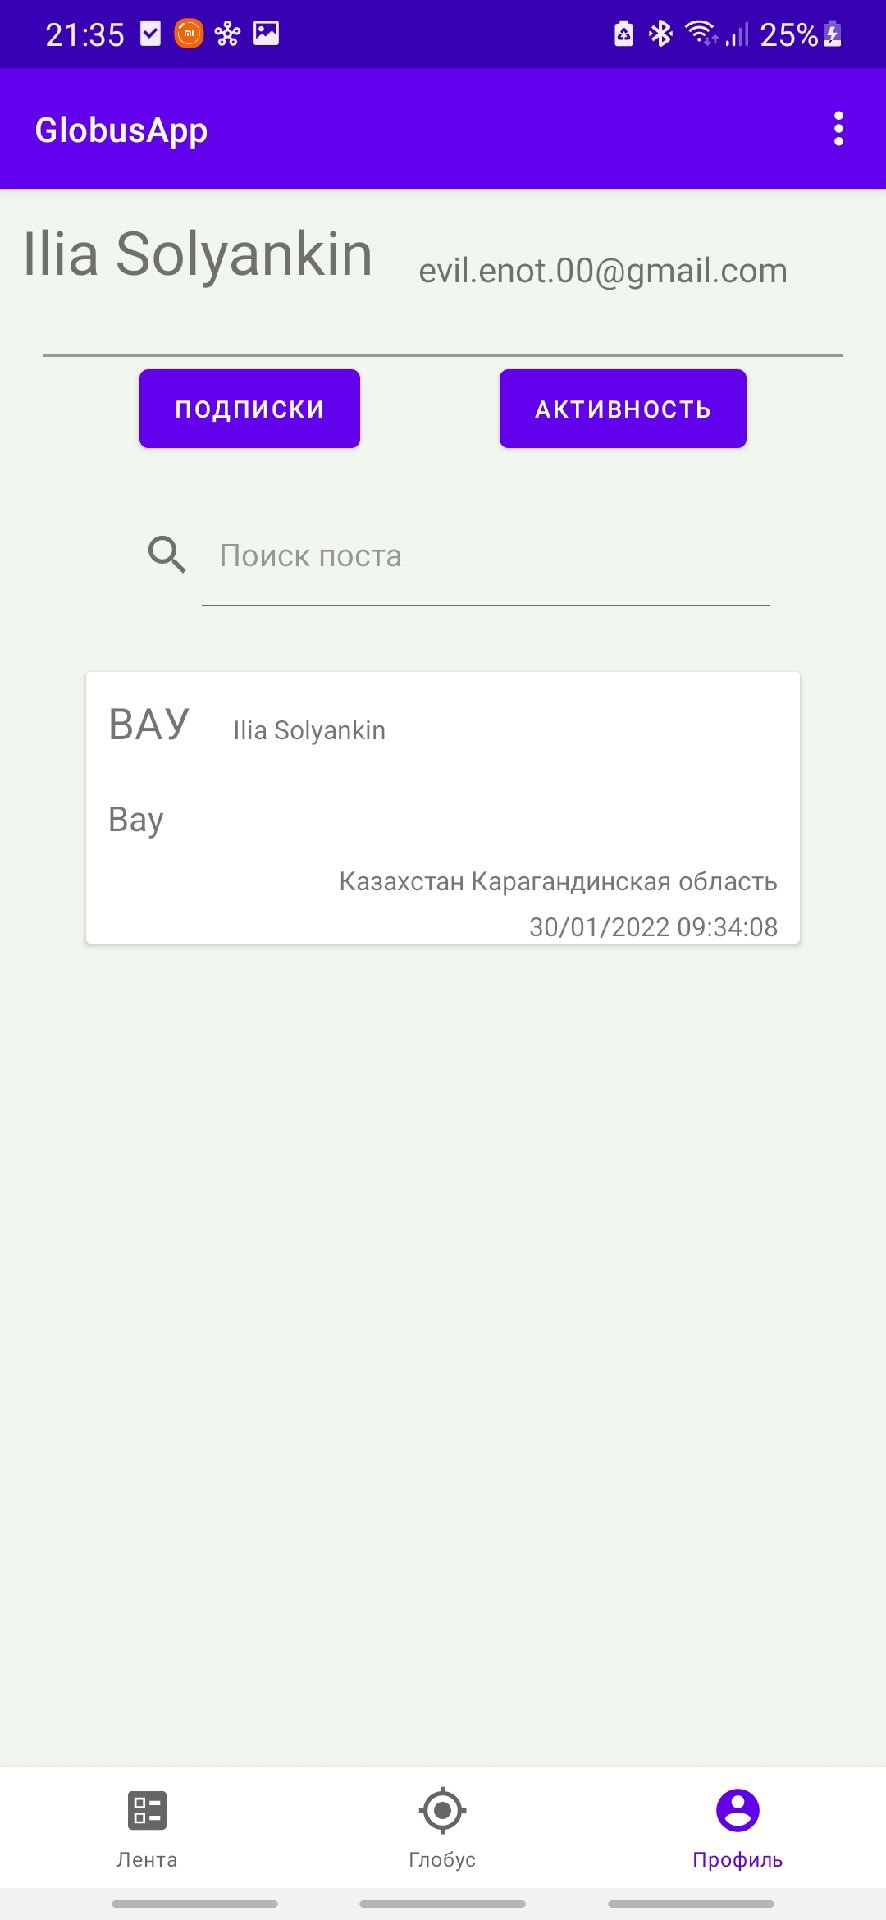 21:35 25%
GlobusApp
Ilia Solyankin evil.enot.00@gmail.com
ПОДПИСКИ АКТИВНОСТЬ
Поиск поста
ВАУ Ilia Solyankin
Вау
Казахстан Карагандинская область
30/01/2022 09:34:08
Лента Глобус Профиль